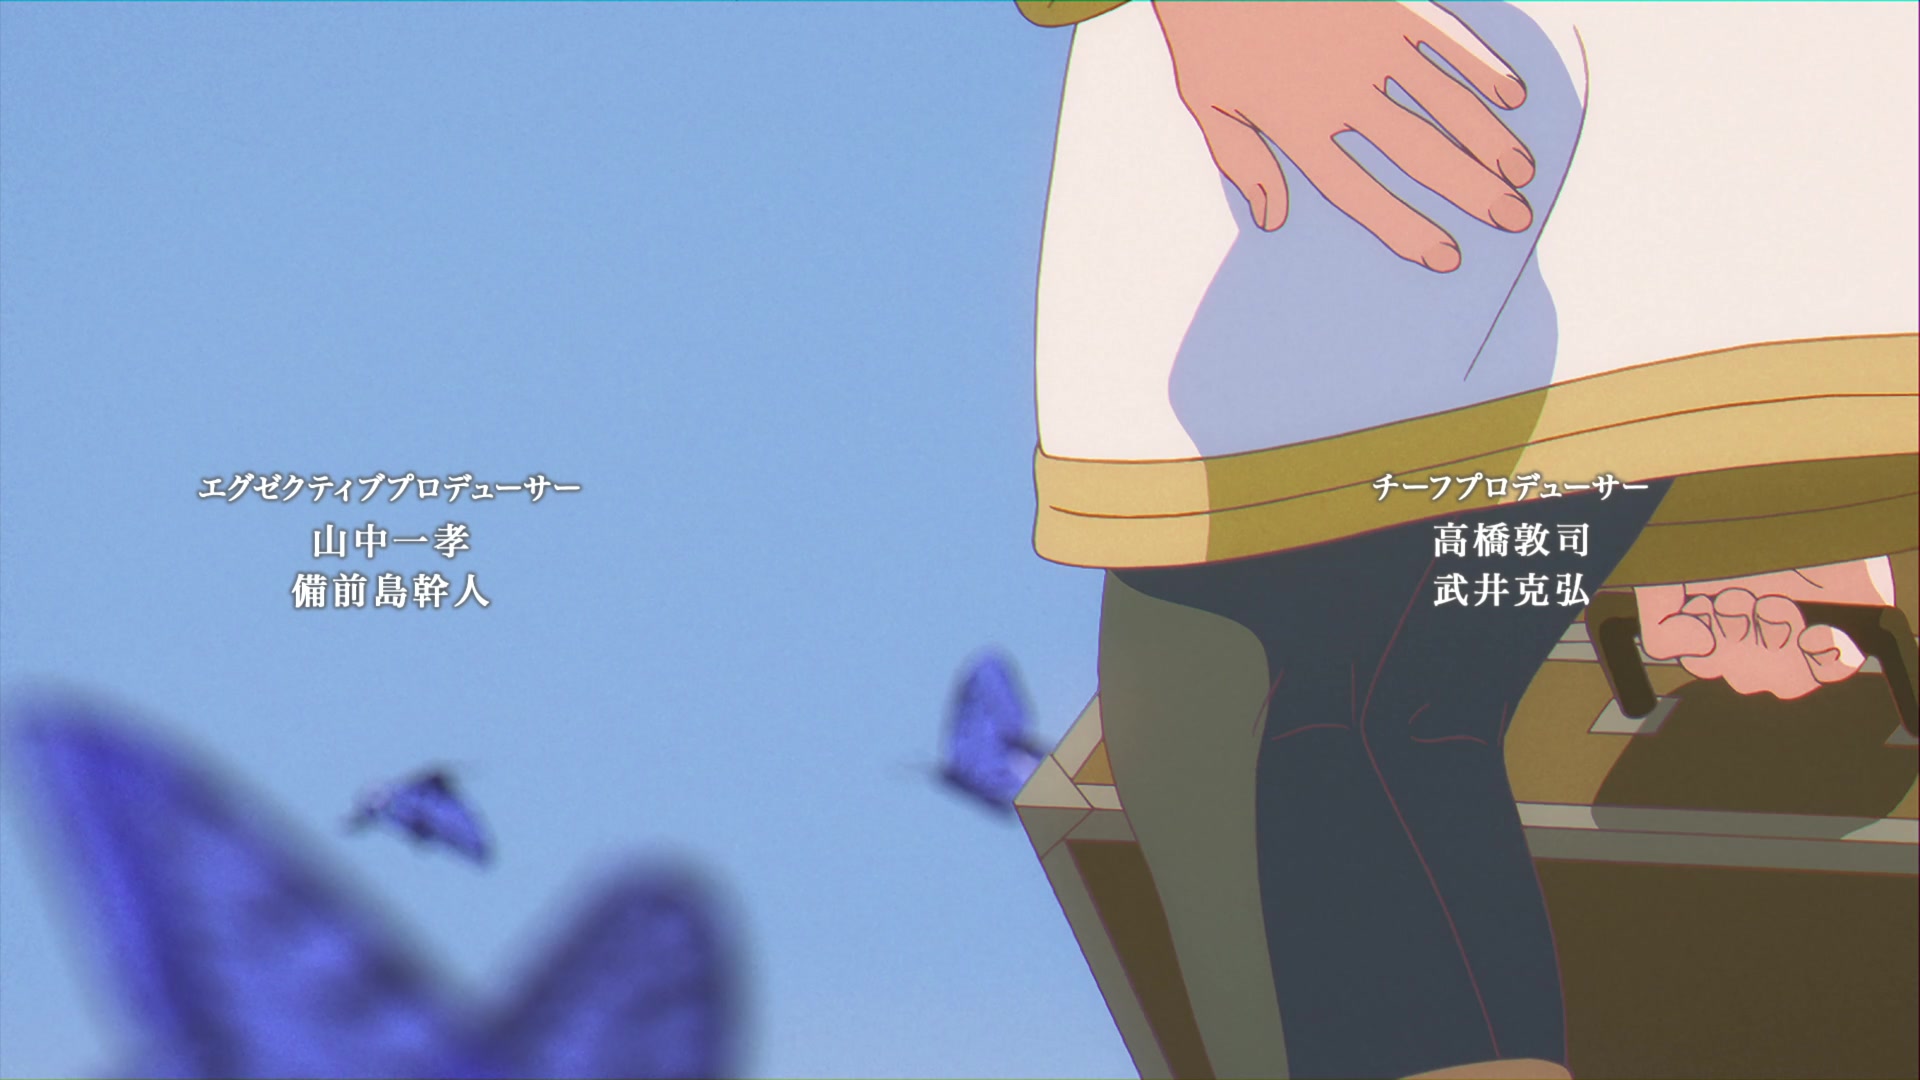 エグゼクティブプロデューサー
山中一孝
備前島幹人
チーフプロデューサー
高橋敦司
武井克弘